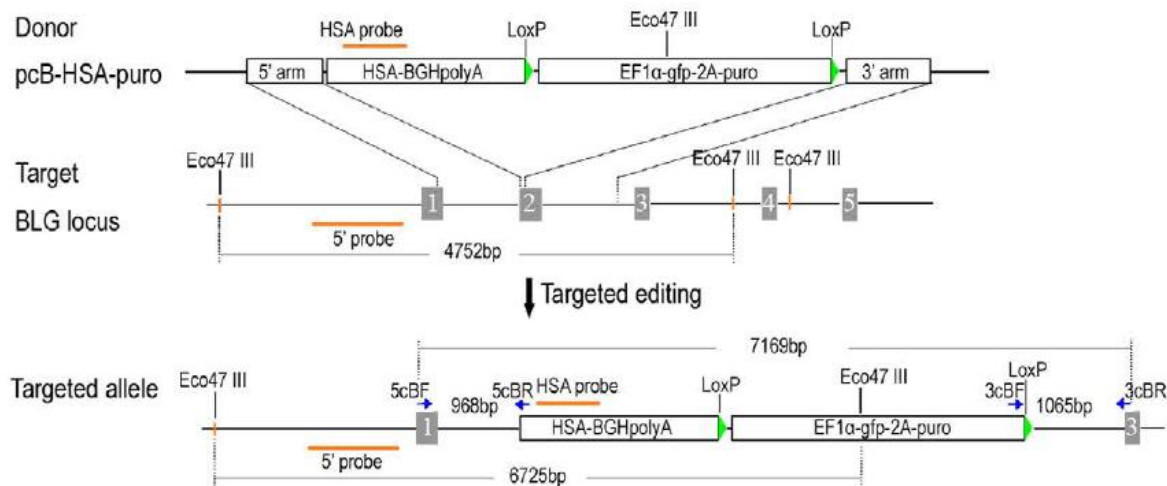 Donor
pcB-HSA-puro
HSA probe
LoxP
Eco47 III
LoxP
5' arm
HSA-BGHpolyA
EF1α-gfp-2A-puro
3' arm
Target
BLG locus
Eco47 III
Eco47 III
Eco47 III
1
2
3
4
5
5' probe
4752bp
Targeted editing
7169bp
Targeted allele
Eco47 III
5cBF
968bp
5cBR
HSA probe
LoxP
Eco47 III
3cBF
LoxP
1065bp
3cBR
1
HSA-BGHpolyA
EF1α-gfp-2A-puro
3
5' probe
6725bp